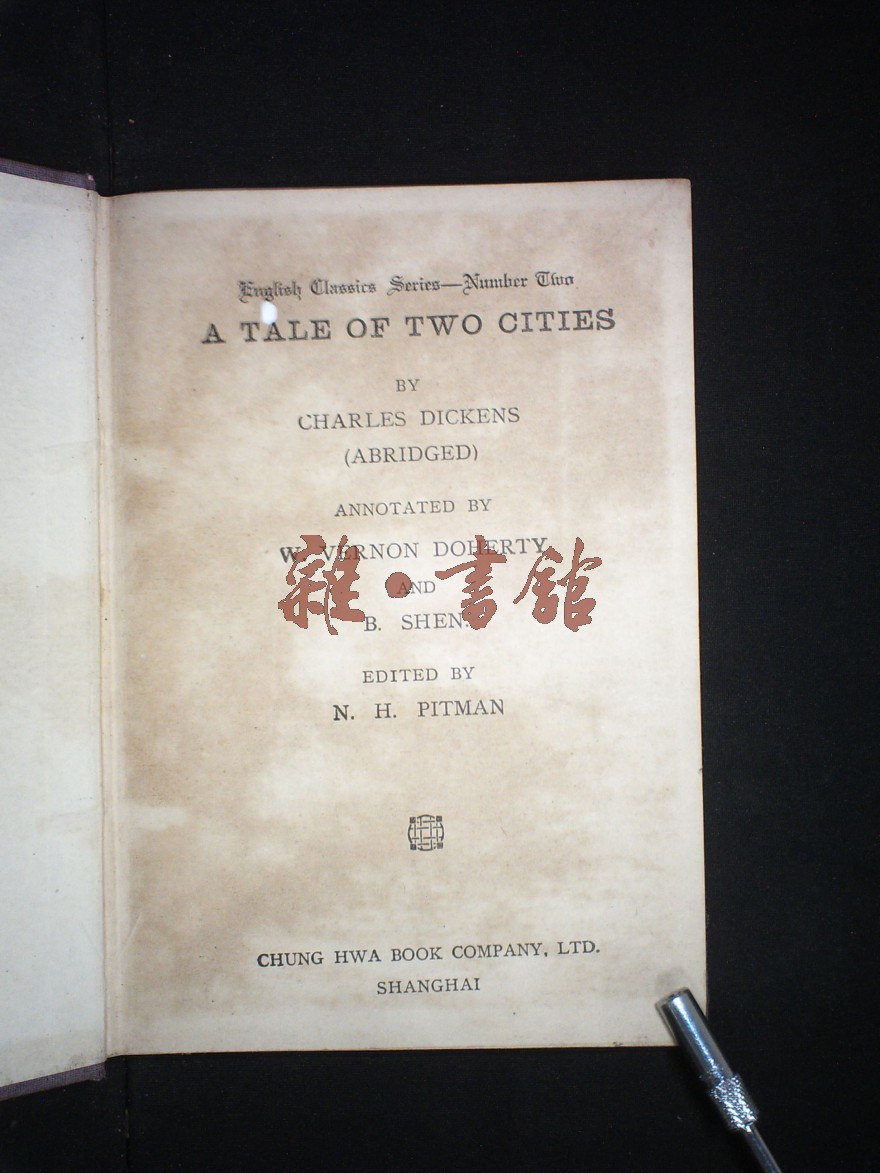 English Classics Series—Number Two
A TALE OF TWO CITIES
BY
CHARLES DICKENS
(ABRIDGED)
ANNOTATED BY
W. VERNON DOHERTY
AND
雜·書館
B. SHEN.
EDITED BY
N. H. PITMAN
CHUNG HWA BOOK COMPANY, LTD.
SHANGHAI